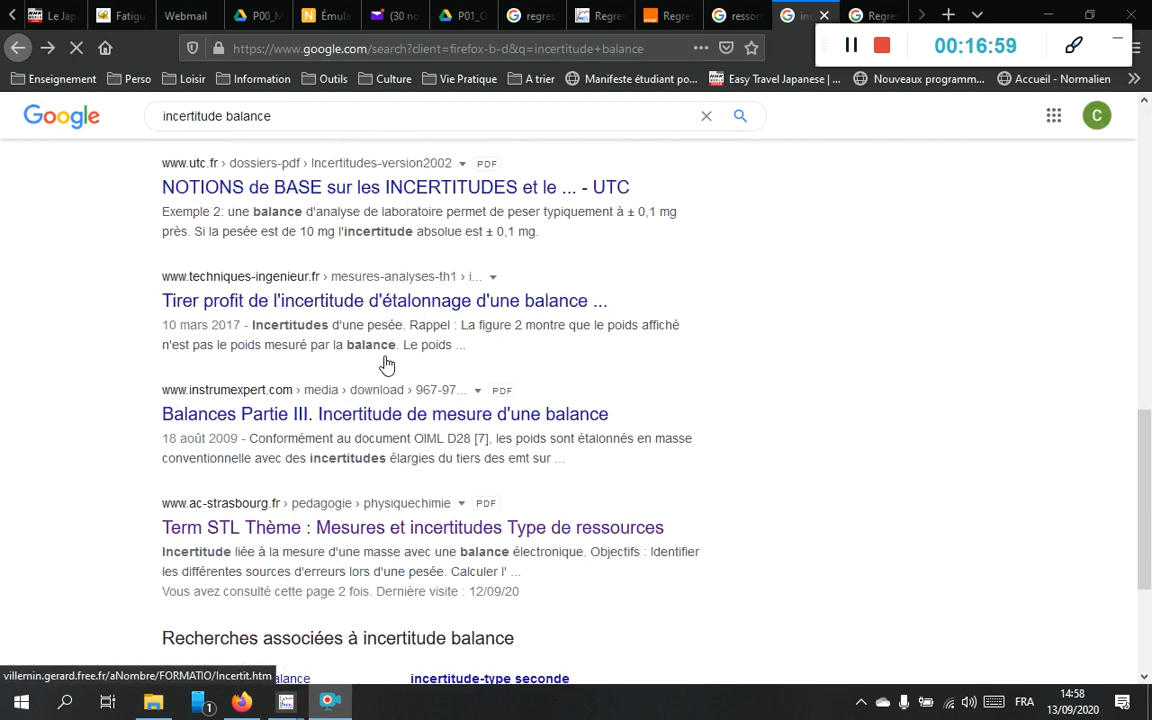 Le Jap
Fatigu
Webmail
P00_M
Émula
(30 no
P01_O
regres
Regres
Regres
ressor
inc
Regre
00:16:59
https://www.google.com/search?client=firefox-b-d&q=incertitude+balance
Enseignement
Perso
Loisir
Information
Outils
Culture
Vie Pratique
A trier
Manifeste étudiant po...
Easy Travel Japanese | ...
Nouveaux programm...
Accueil - Normalien
Google
incertitude balance
C
www.utc.fr › dossiers-pdf › Incertitudes-version2002 PDF
NOTIONS de BASE sur les INCERTITUDES et le ... - UTC
Exemple 2: une balance d'analyse de laboratoire permet de peser typiquement à ± 0,1 mg
près. Si la pesée est de 10 mg l'incertitude absolue est ± 0,1 mg.
www.techniques-ingenieur.fr › mesures-analyses-th1 › i...
Tirer profit de l'incertitude d'étalonnage d'une balance ...
10 mars 2017 - Incertitudes d'une pesée. Rappel : La figure 2 montre que le poids affiché
n'est pas le poids mesuré par la balance. Le poids ...
www.instrumexpert.com › media › download › 967-97... PDF
Balances Partie III. Incertitude de mesure d'une balance
18 août 2009 - Conformément au document OIML D28 [7], les poids sont étalonnés en masse
conventionnelle avec des incertitudes élargies du tiers des emt sur ...
www.ac-strasbourg.fr › pedagogie › physiquechimie PDF
Term STL Thème : Mesures et incertitudes Type de ressources
Incertitude liée à la mesure d'une masse avec une balance électronique. Objectifs : Identifier
les différentes sources d'erreurs lors d'une pesée. Calculer l' ...
Vous avez consulté cette page 2 fois. Dernière visite : 12/09/20
Recherches associées à incertitude balance
villemin.gerard.free.fr/aNombre/FORMATIO/Incertit.htm
alance
incertitude-type seconde
1
FRA
14:58
13/09/2020